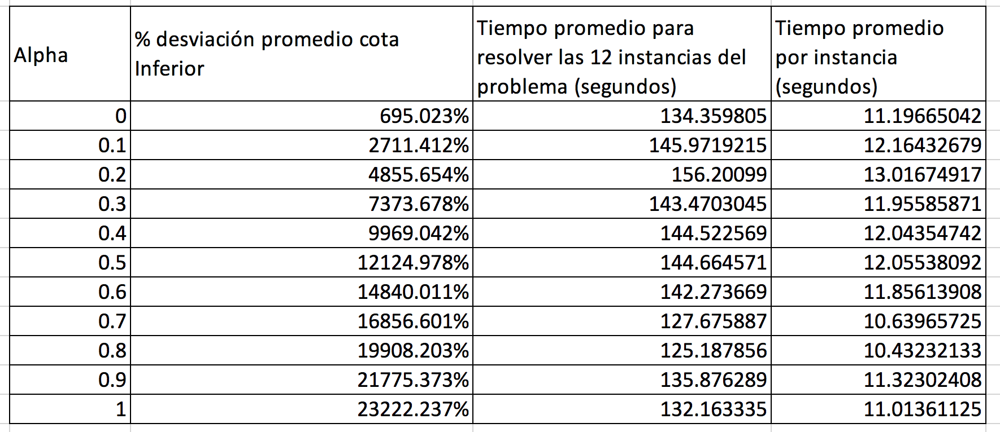 Alpha
% desviación promedio cota
Inferior
Tiempo promedio para
resolver las 12 instancias del
problema (segundos)
Tiempo promedio
por instancia
(segundos)
0 695.023% 134.359805 11.19665042
0.1 2711.412% 145.9719215 12.16432679
0.2 4855.654% 156.20099 13.01674917
0.3 7373.678% 143.4703045 11.95585871
0.4 9969.042% 144.522569 12.04354742
0.5 12124.978% 144.664571 12.05538092
0.6 14840.011% 142.273669 11.85613908
0.7 16856.601% 127.675887 10.63965725
0.8 19908.203% 125.187856 10.43232133
0.9 21775.373% 135.876289 11.32302408
1 23222.237% 132.163335 11.01361125